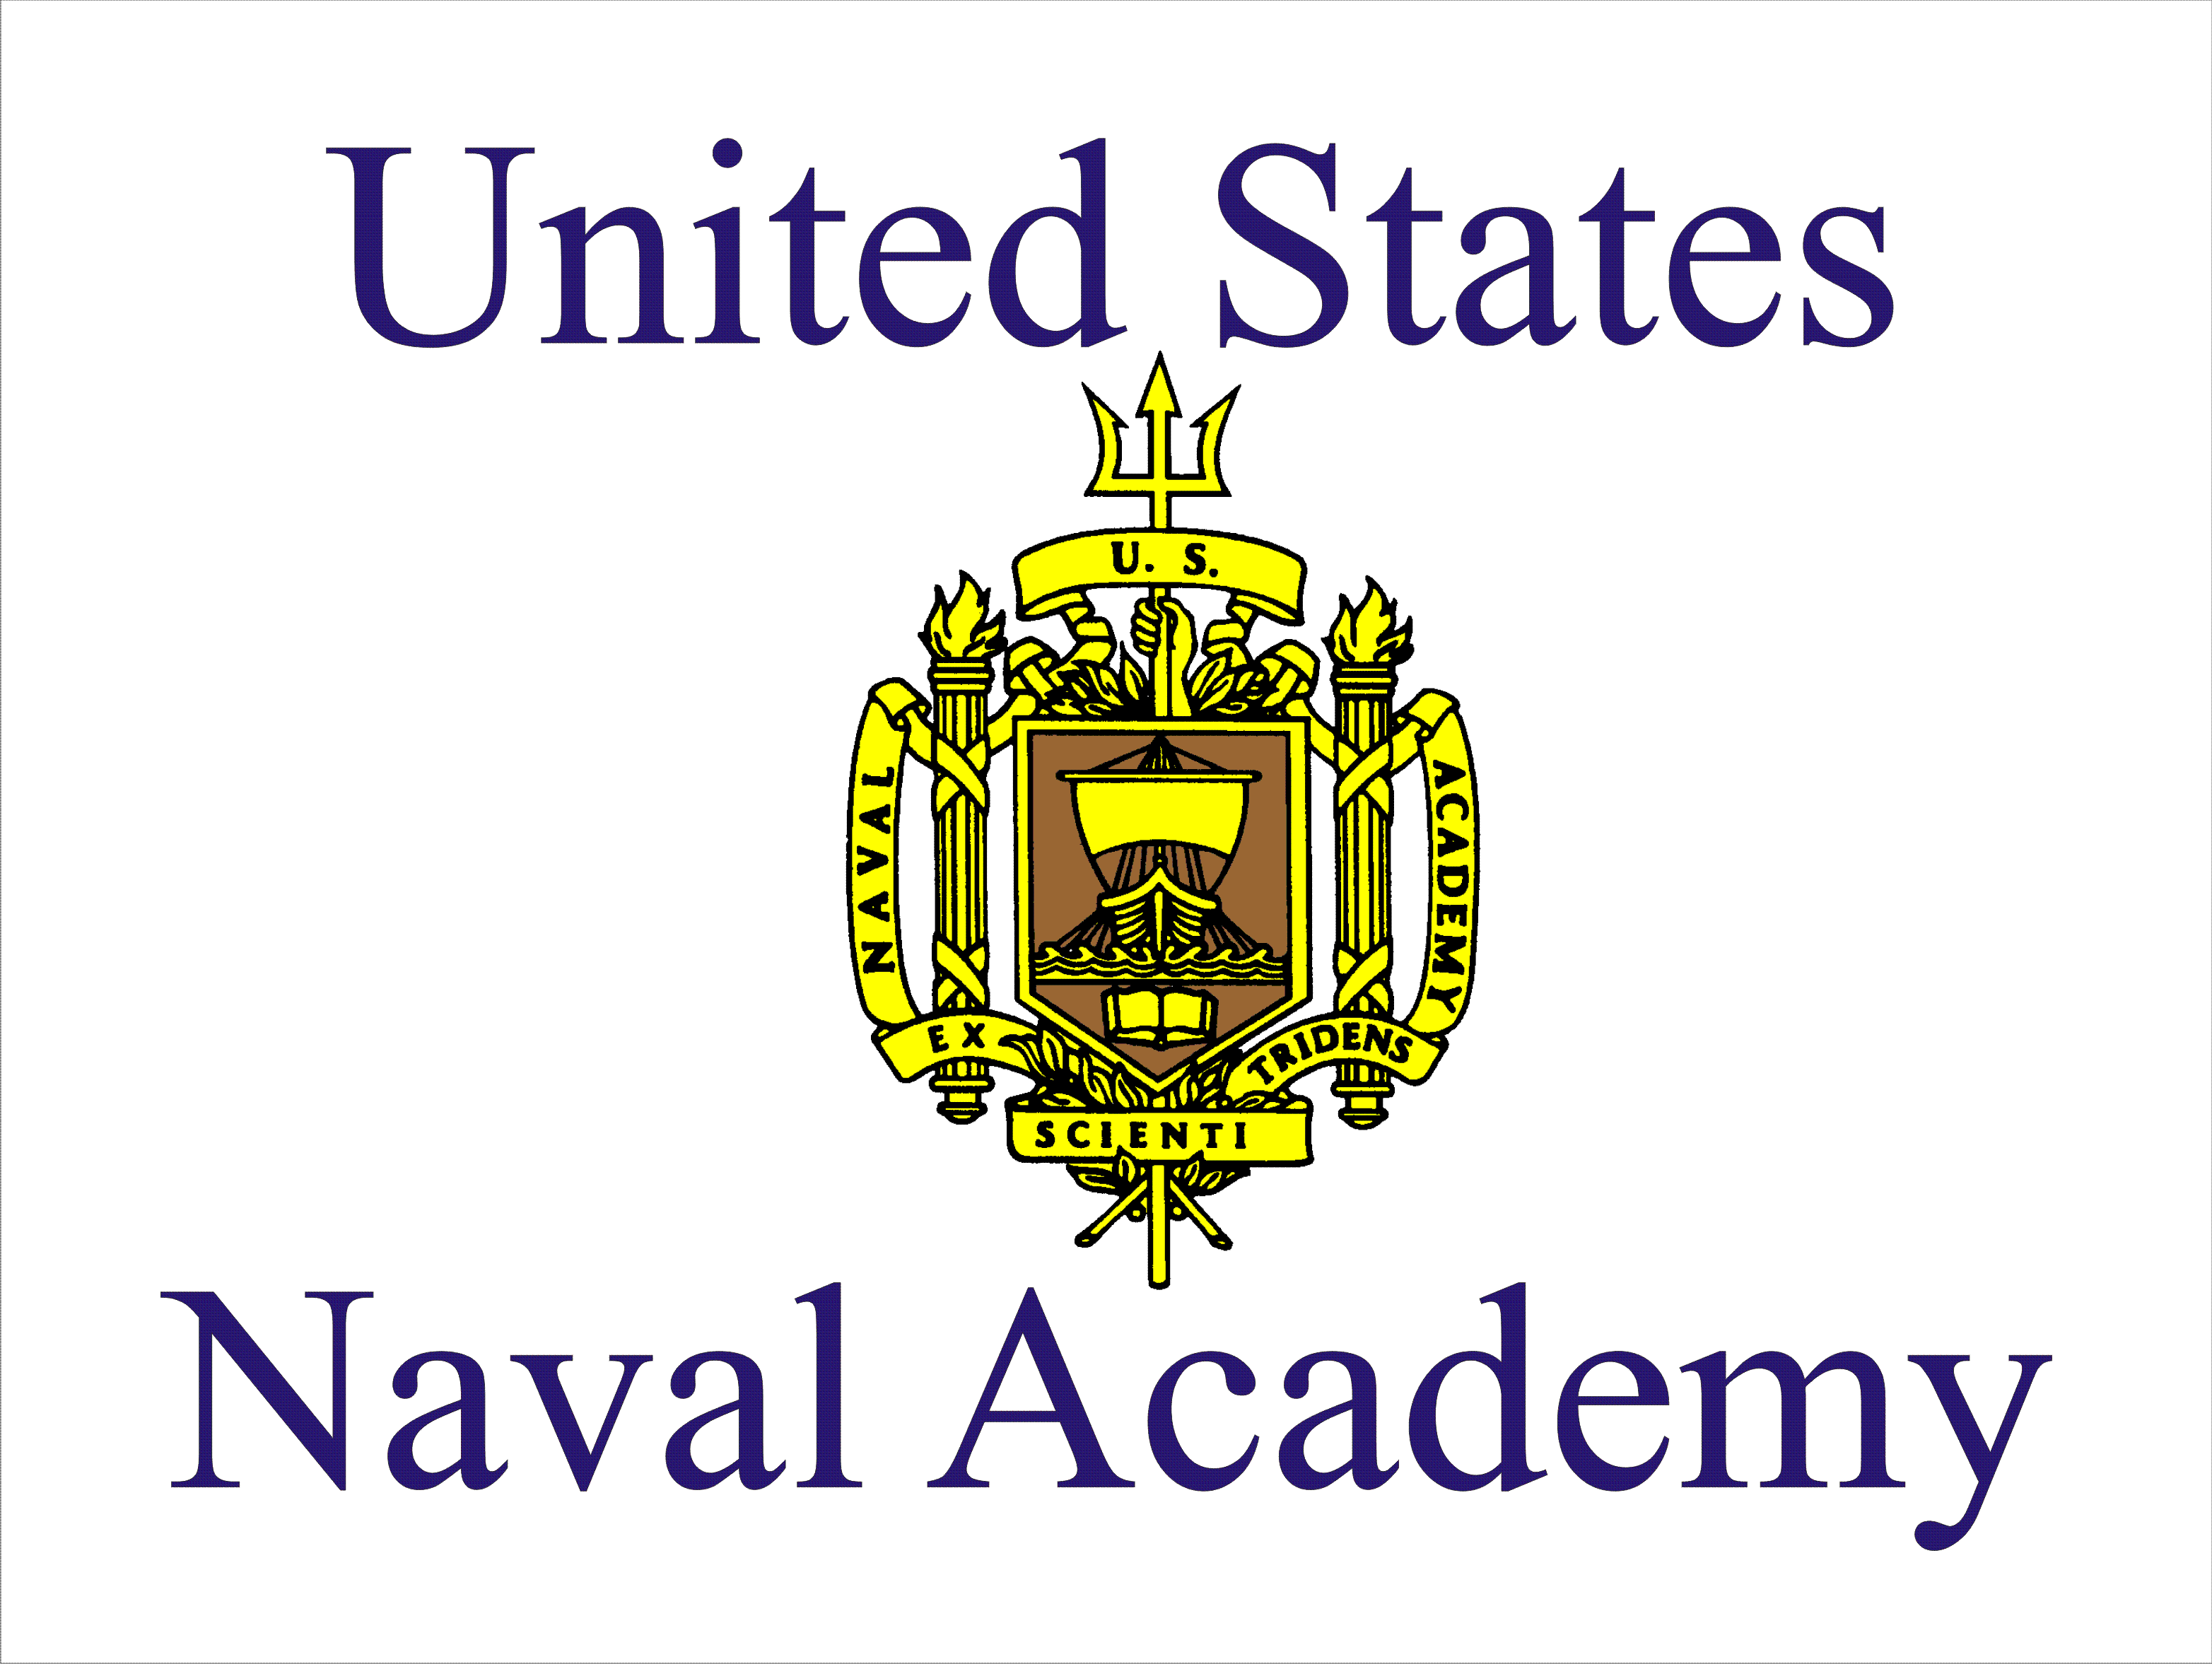 United States
U. S.
NAVAL
ACADEMY
EX
SCIENTI
TRIDENS
Naval Academy